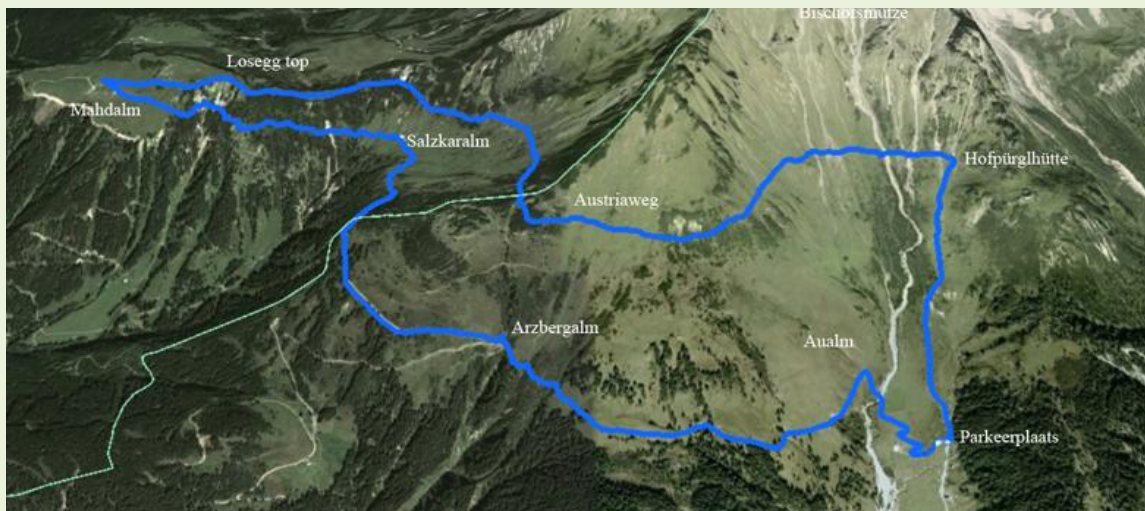 Bischofsmütze
Losegg top
Mahdalm
Salzkaralm
Hofpürglhütte
Austriaweg
Arzbergalm
Aualm
Parkeerplaats